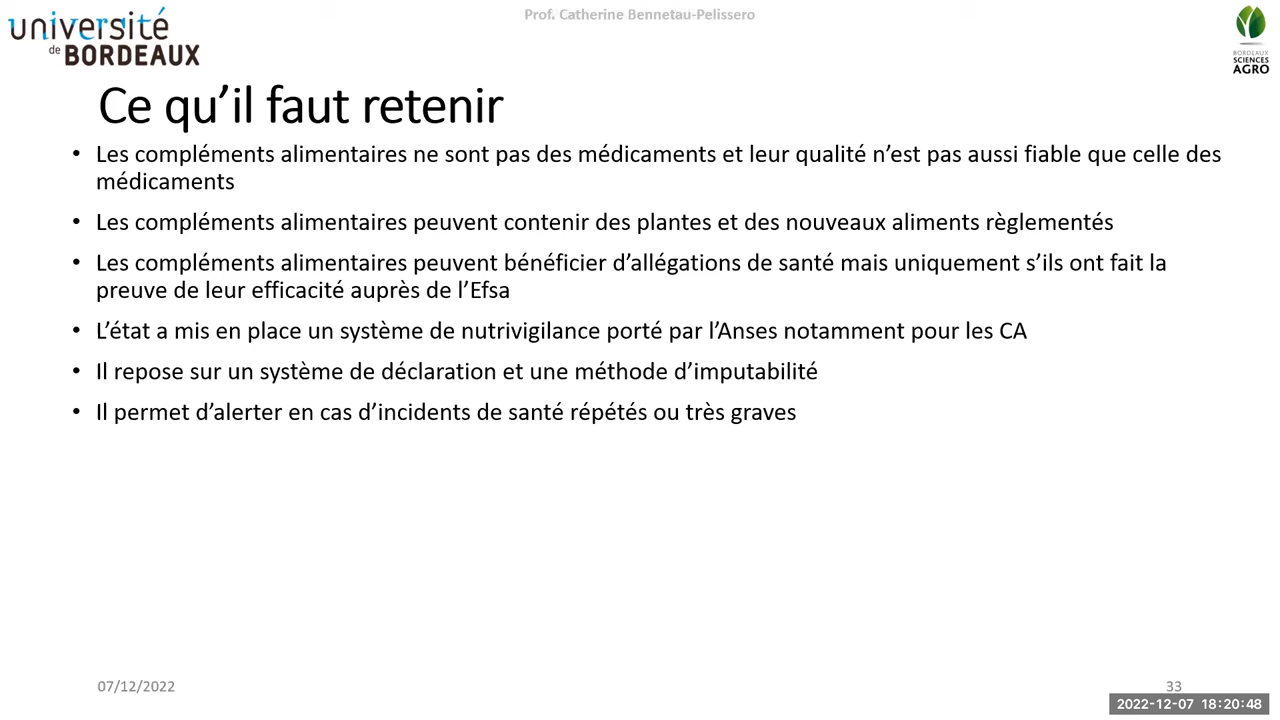 Prof. Catherine Bennetau-Pelissero
université
de BORDEAUX
BORDEAUX
SCIENCES
AGRO
Ce qu’il faut retenir
• Les compléments alimentaires ne sont pas des médicaments et leur qualité n’est pas aussi fiable que celle des
médicaments
• Les compléments alimentaires peuvent contenir des plantes et des nouveaux aliments règlementés
• Les compléments alimentaires peuvent bénéficier d’allégations de santé mais uniquement s’ils ont fait la
preuve de leur efficacité auprès de l’Efsa
• L’état a mis en place un système de nutrivigilance porté par l’Anses notamment pour les CA
• Il repose sur un système de déclaration et une méthode d’imputabilité
• Il permet d’alerter en cas d’incidents de santé répétés ou très graves
07/12/2022
33
2022-12-07 18:20:48